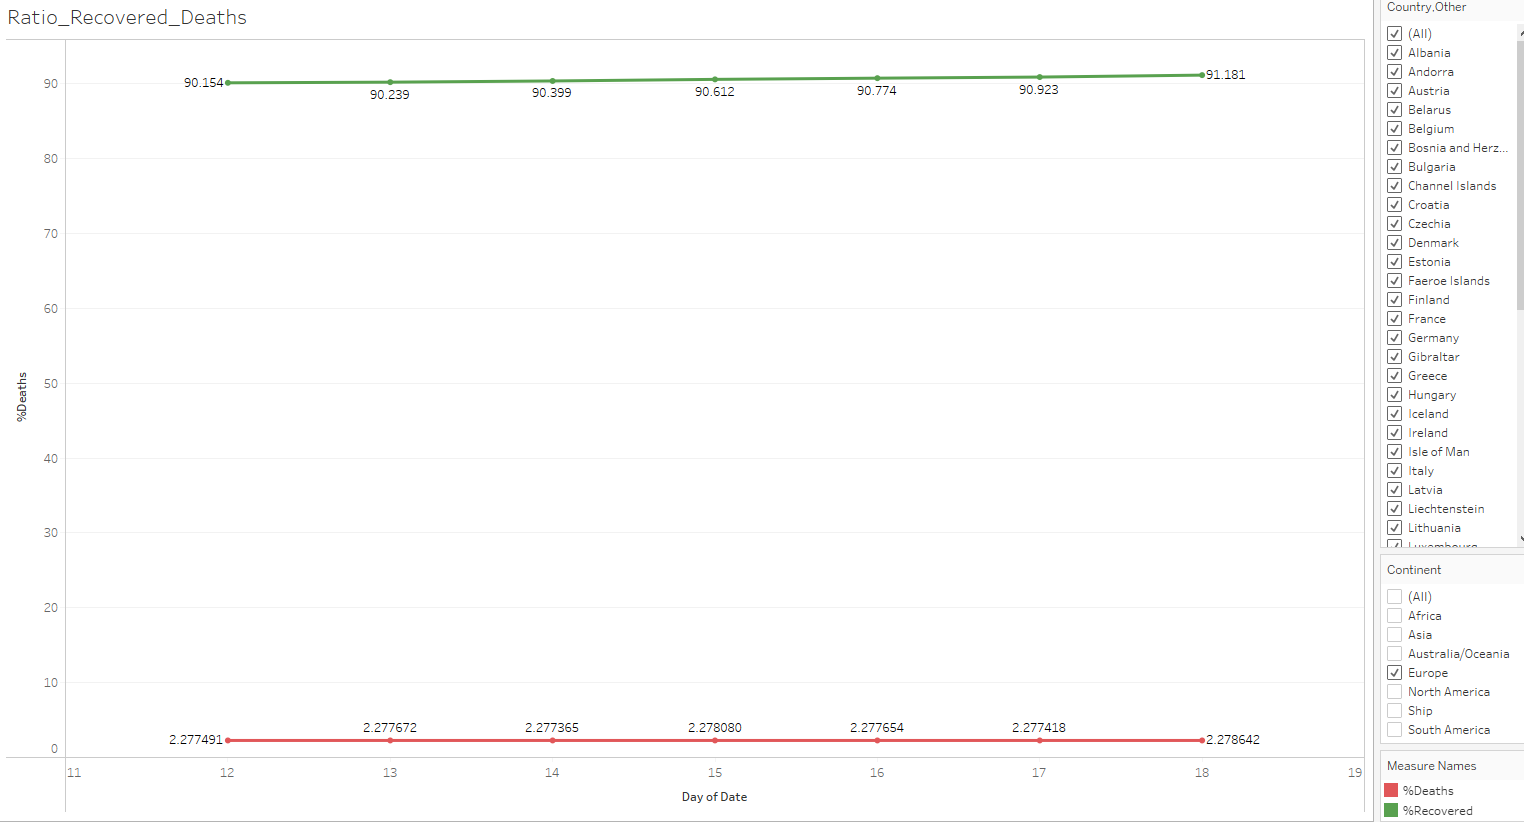 Ratio_Recovered_Deaths
90.154
90.239
90.399
90.612
90.774
90.923
91.181
90
80
70
60
50
40
30
20
10
0
%Deaths
2.277491
2.277672
2.277365
2.278080
2.277654
2.277418
2.278642
11
12
13
14
15
16
17
18
19
Day of Date
Country,Other
(All)
Albania
Andorra
Austria
Belarus
Belgium
Bosnia and Herz...
Bulgaria
Channel Islands
Croatia
Czechia
Denmark
Estonia
Faeroe Islands
Finland
France
Germany
Gibraltar
Greece
Hungary
Iceland
Ireland
Isle of Man
Italy
Latvia
Liechtenstein
Lithuania
Luxembourg
Continent
(All)
Africa
Asia
Australia/Oceania
Europe
North America
Ship
South America
Measure Names
%Deaths
%Recovered